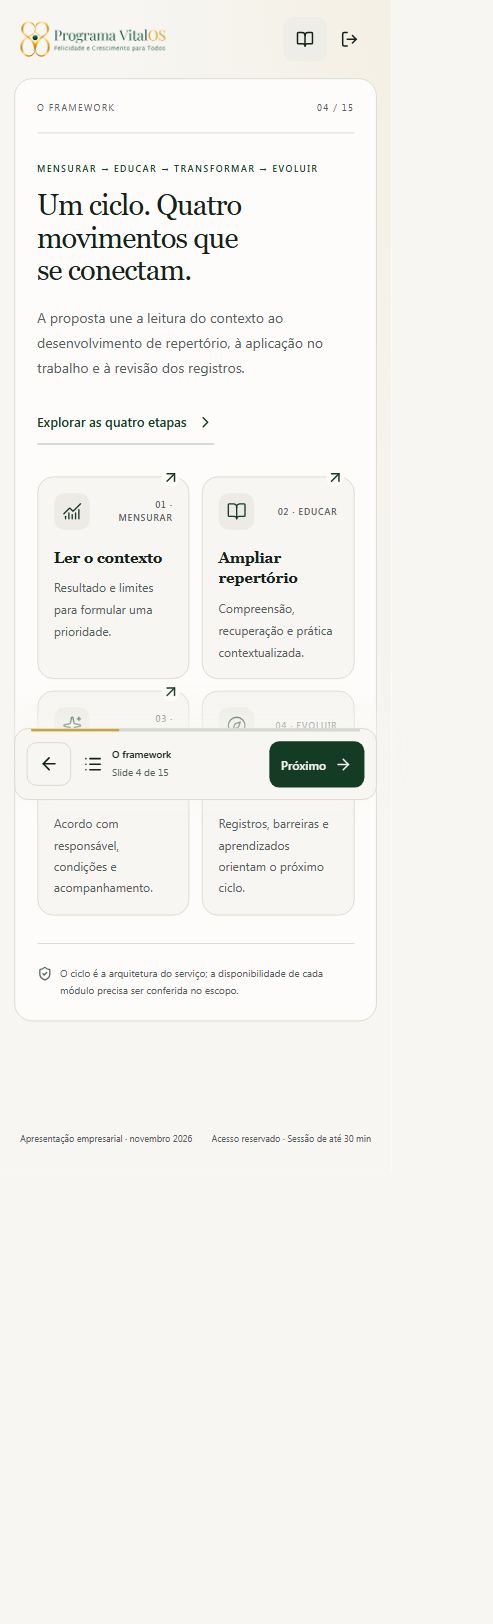 Programa VitalOS
Felicidade e Crescimento para Todos
O FRAMEWORK
04 / 15
MENSURAR → EDUCAR → TRANSFORMAR → EVOLUIR
Um ciclo. Quatro
movimentos que
se conectam.
A proposta une a leitura do contexto ao
desenvolvimento de repertório, à aplicação no
trabalho e à revisão dos registros.
Explorar as quatro etapas
01 ·
MENSURAR
Ler o contexto
Resultado e limites
para formular uma
prioridade.
02 · EDUCAR
Ampliar
repertório
Compreensão,
recuperação e prática
contextualizada.
03 ·
04 · EVOLUIR
O framework
Slide 4 de 15
Próximo
Acordo com
responsável,
condições e
acompanhamento.
Registros, barreiras e
aprendizados
orientam o próximo
ciclo.
O ciclo é a arquitetura do serviço; a disponibilidade de cada
módulo precisa ser conferida no escopo.
Apresentação empresarial · novembro 2026
Acesso reservado · Sessão de até 30 min